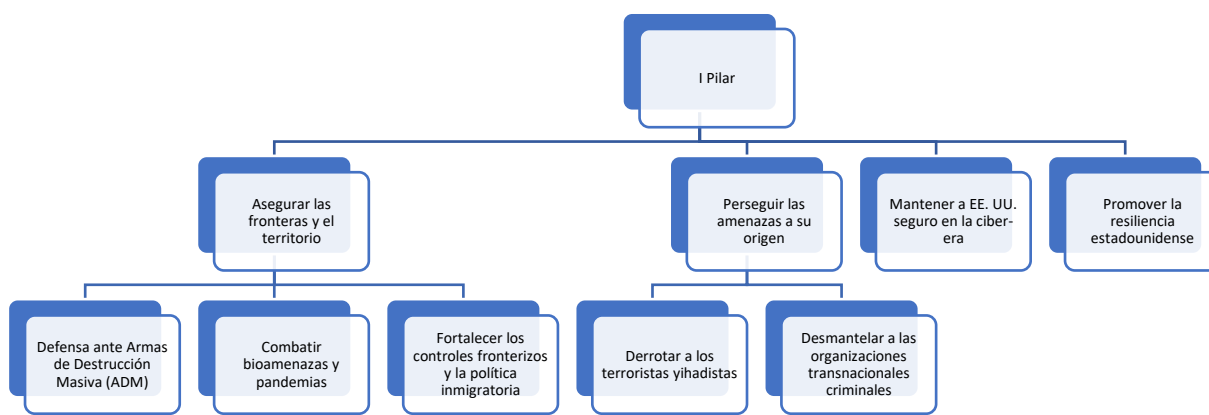 I Pilar
Asegurar las
fronteras y el
territorio
Perseguir las
amenazas a su
origen
Mantener a EE. UU.
seguro en la ciber-
era
Promover la
resiliencia
estadounidense
Defensa ante Armas
de Destrucción
Masiva (ADM)
Combatir
bioamenazas y
pandemias
Fortalecer los
controles fronterizos
y la política
inmigratoria
Derrotar a los
terroristas yihadistas
Desmantelar a las
organizaciones
transnacionales
criminales